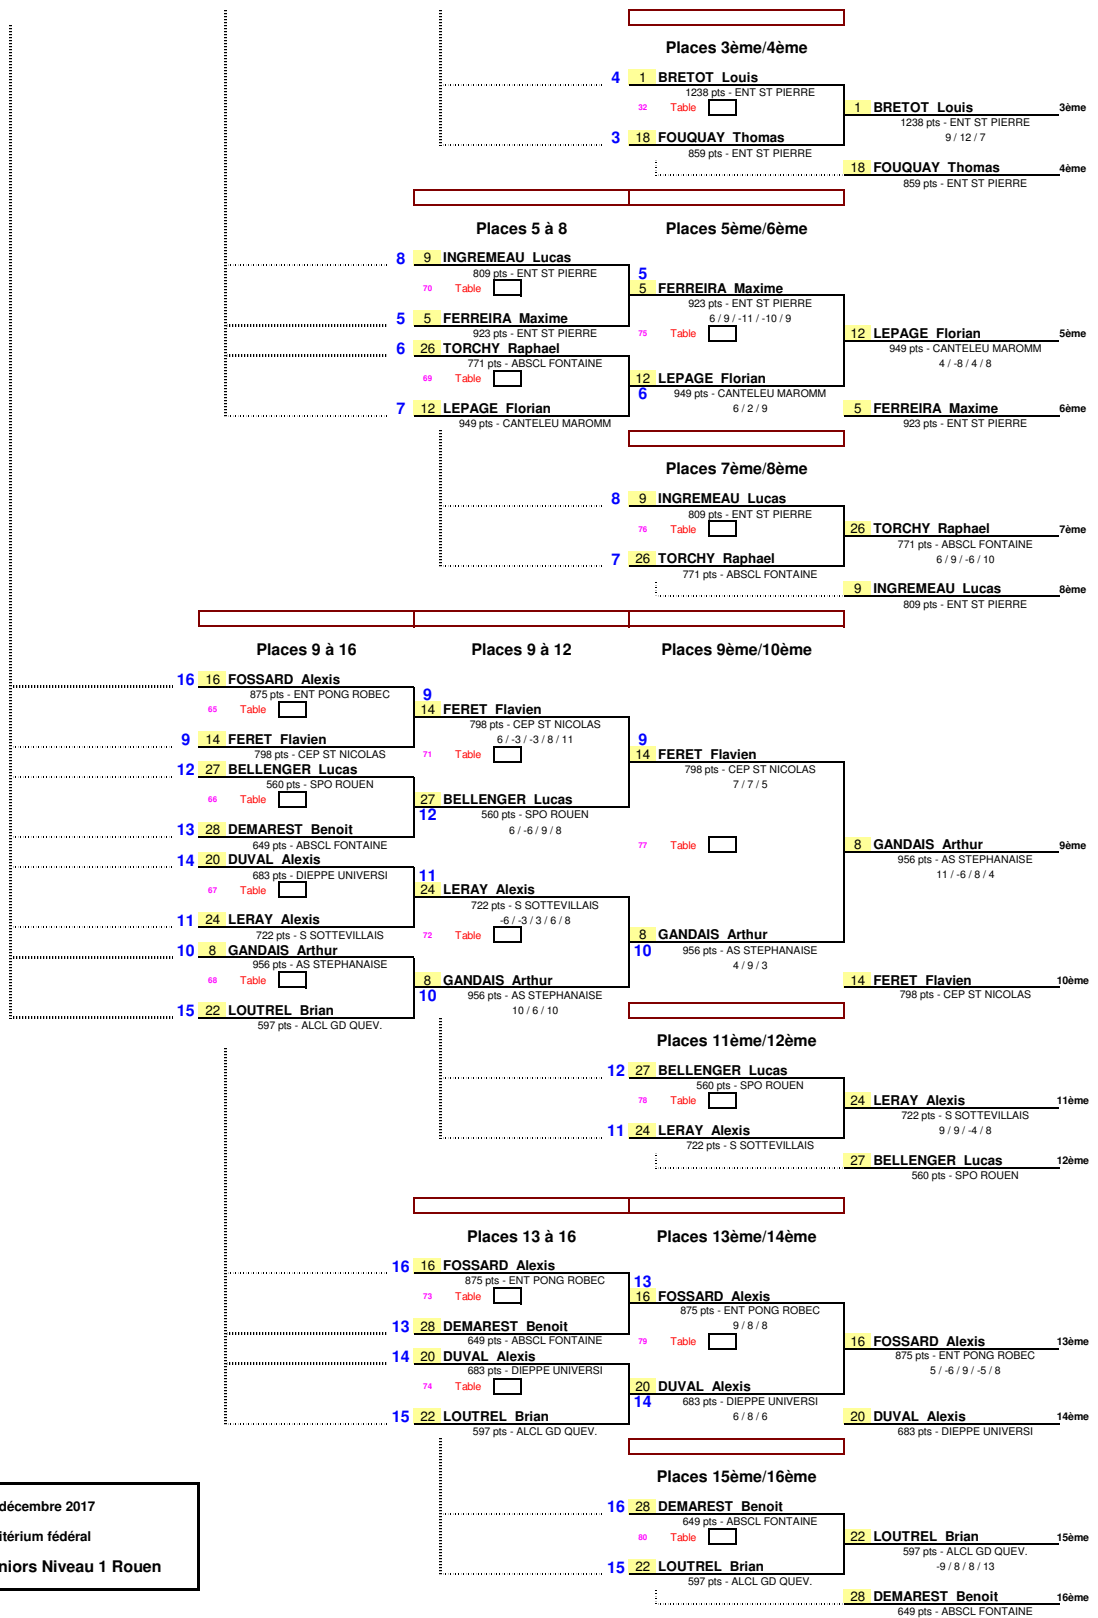 Places 3ème/4ème
4 1 BRETOT Louis
1238 pts - ENT ST PIERRE
32 Table
1 BRETOT Louis 3ème
1238 pts - ENT ST PIERRE
9 / 12 / 7
3 18 FOUQUAY Thomas
859 pts - ENT ST PIERRE
18 FOUQUAY Thomas 4ème
859 pts - ENT ST PIERRE
Places 5 à 8 Places 5ème/6ème
8 9 INGREMEAU Lucas
809 pts - ENT ST PIERRE
70 Table
5
5 FERREIRA Maxime
923 pts - ENT ST PIERRE
6 / 9 / -11 / -10 / 9
5 5 FERREIRA Maxime
923 pts - ENT ST PIERRE
75 Table
12 LEPAGE Florian 5ème
949 pts - CANTELEU MAROMM
4 / -8 / 4 / 8
6 26 TORCHY Raphael
771 pts - ABSCL FONTAINE
69 Table
12 LEPAGE Florian
6 949 pts - CANTELEU MAROMM
6 / 2 / 9
7 12 LEPAGE Florian
949 pts - CANTELEU MAROMM
5 FERREIRA Maxime 6ème
923 pts - ENT ST PIERRE
Places 7ème/8ème
8 9 INGREMEAU Lucas
809 pts - ENT ST PIERRE
76 Table
26 TORCHY Raphael 7ème
771 pts - ABSCL FONTAINE
6 / 9 / -6 / 10
7 26 TORCHY Raphael
771 pts - ABSCL FONTAINE
9 INGREMEAU Lucas 8ème
809 pts - ENT ST PIERRE
Places 9 à 16 Places 9 à 12 Places 9ème/10ème
16 16 FOSSARD Alexis
875 pts - ENT PONG ROBEC
65 Table
9
14 FERET Flavien
798 pts - CEP ST NICOLAS
6 / -3 / -3 / 8 / 11
9 14 FERET Flavien
798 pts - CEP ST NICOLAS
71 Table
9
14 FERET Flavien
798 pts - CEP ST NICOLAS
7 / 7 / 5
12 27 BELLENGER Lucas
560 pts - SPO ROUEN
66 Table
27 BELLENGER Lucas
12 560 pts - SPO ROUEN
6 / -6 / 9 / 8
13 28 DEMAREST Benoit
649 pts - ABSCL FONTAINE
77 Table
8 GANDAIS Arthur 9ème
956 pts - AS STEPHANAISE
11 / -6 / 8 / 4
14 20 DUVAL Alexis
683 pts - DIEPPE UNIVERSI
67 Table
11
24 LERAY Alexis
722 pts - S SOTTEVILLAIS
-6 / -3 / 3 / 6 / 8
11 24 LERAY Alexis
722 pts - S SOTTEVILLAIS
72 Table
8 GANDAIS Arthur
10 956 pts - AS STEPHANAISE
4 / 9 / 3
10 8 GANDAIS Arthur
956 pts - AS STEPHANAISE
68 Table
8 GANDAIS Arthur
10 956 pts - AS STEPHANAISE
10 / 6 / 10
14 FERET Flavien 10ème
798 pts - CEP ST NICOLAS
15 22 LOUTREL Brian
597 pts - ALCL GD QUEV.
Places 11ème/12ème
12 27 BELLENGER Lucas
560 pts - SPO ROUEN
78 Table
24 LERAY Alexis 11ème
722 pts - S SOTTEVILLAIS
9 / 9 / -4 / 8
11 24 LERAY Alexis
722 pts - S SOTTEVILLAIS
27 BELLENGER Lucas 12ème
560 pts - SPO ROUEN
Places 13 à 16 Places 13ème/14ème
16 16 FOSSARD Alexis
875 pts - ENT PONG ROBEC
73 Table
13
16 FOSSARD Alexis
875 pts - ENT PONG ROBEC
9 / 8 / 8
13 28 DEMAREST Benoit
649 pts - ABSCL FONTAINE
79 Table
16 FOSSARD Alexis 13ème
875 pts - ENT PONG ROBEC
5 / -6 / 9 / -5 / 8
14 20 DUVAL Alexis
683 pts - DIEPPE UNIVERSI
74 Table
20 DUVAL Alexis
14 683 pts - DIEPPE UNIVERSI
6 / 8 / 6
15 22 LOUTREL Brian
597 pts - ALCL GD QUEV.
20 DUVAL Alexis 14ème
683 pts - DIEPPE UNIVERSI
Places 15ème/16ème
16 28 DEMAREST Benoit
649 pts - ABSCL FONTAINE
80 Table
22 LOUTREL Brian 15ème
597 pts - ALCL GD QUEV.
-9 / 8 / 8 / 13
15 22 LOUTREL Brian
597 pts - ALCL GD QUEV.
28 DEMAREST Benoit 16ème
649 pts - ABSCL FONTAINE
décembre 2017
itérium fédéral
niors Niveau 1 Rouen